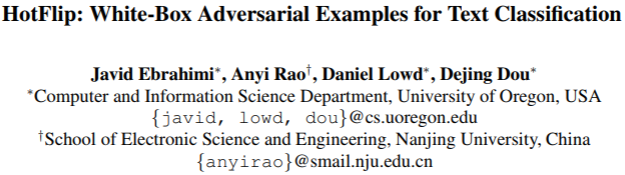 HotFlip: White-Box Adversarial Examples for Text Classification
Javid Ebrahimi*, Anyi Rao†, Daniel Lowd*, Dejing Dou*
*Computer and Information Science Department, University of Oregon, USA
{javid, lowd, dou}@cs.uoregon.edu
†School of Electronic Science and Engineering, Nanjing University, China
{anyirao}@smail.nju.edu.cn